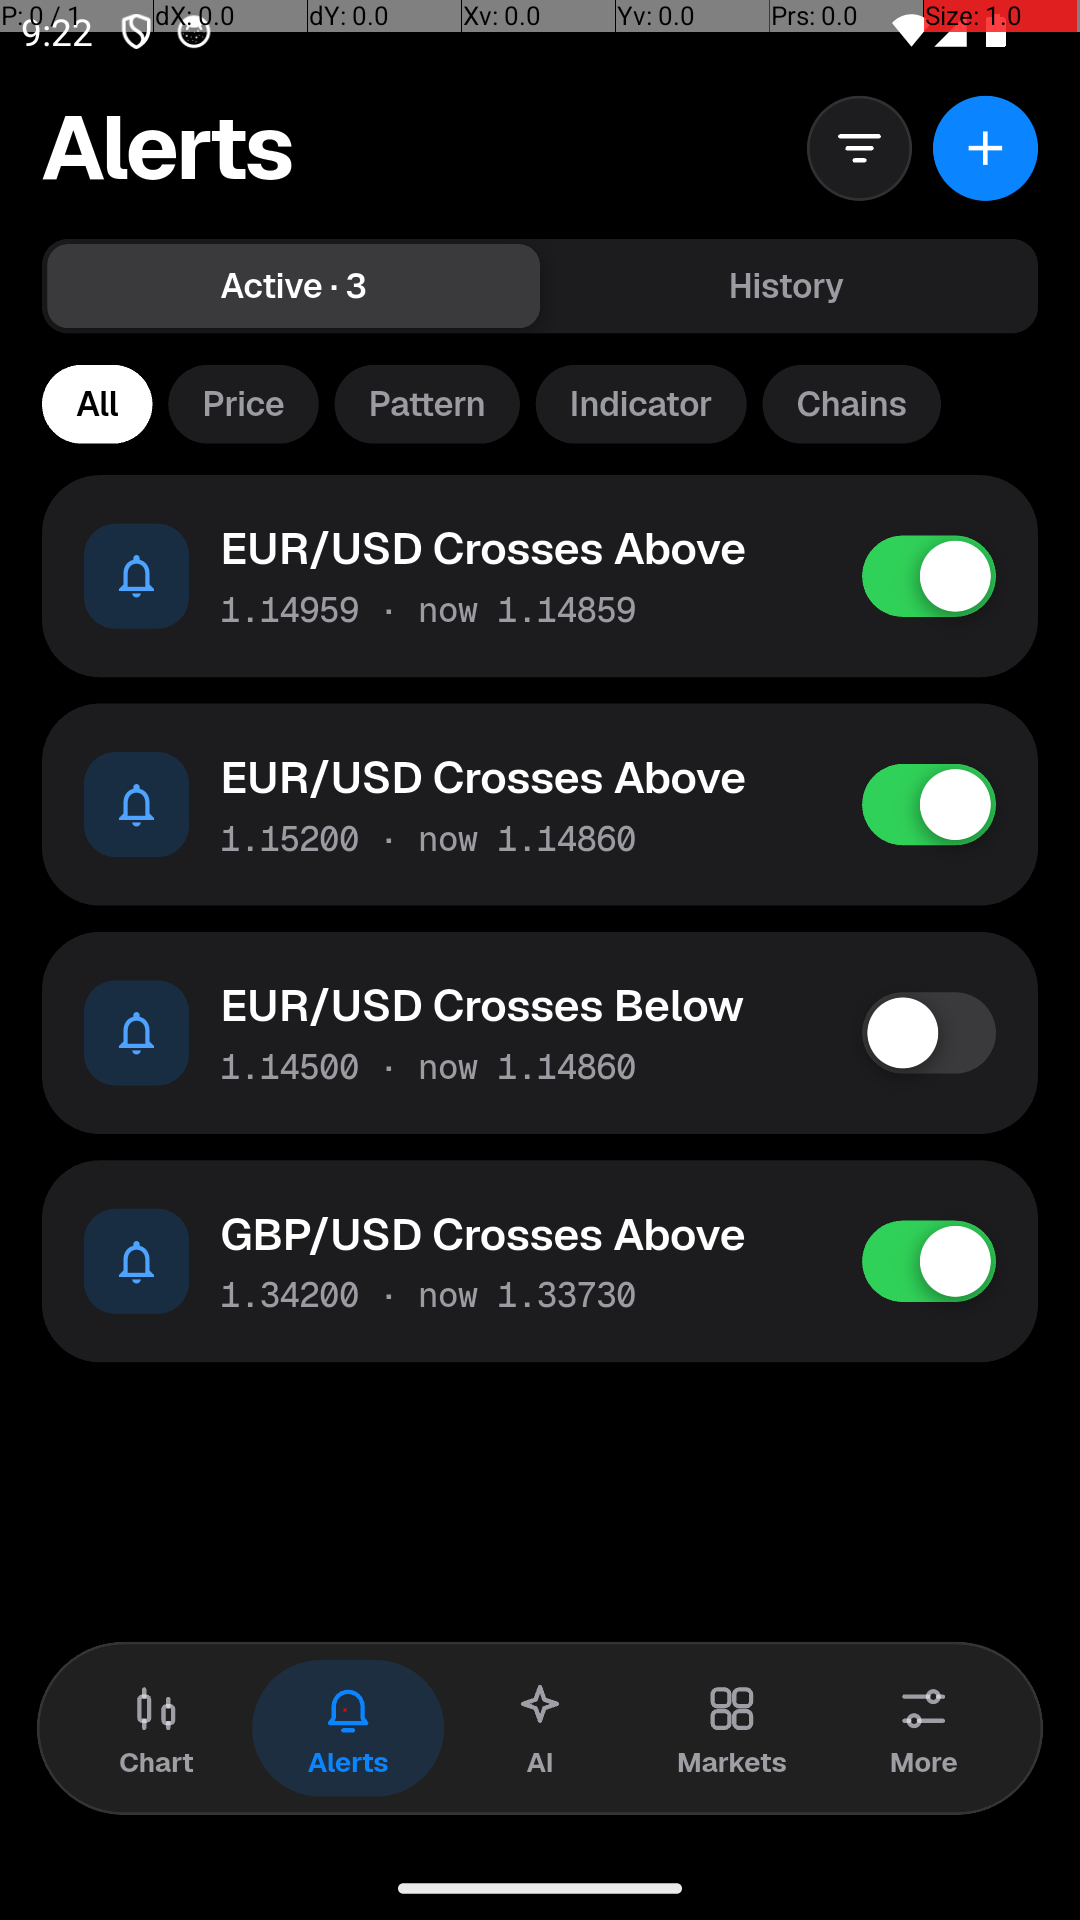 P: 0 / 1 dX: 0.0 dY: 0.0 Xv: 0.0 Yv: 0.0 Prs: 0.0 Size: 1.0
9:22
Alerts
Active · 3 History
All Price Pattern Indicator Chains
EUR/USD Crosses Above
1.14959 · now 1.14859
EUR/USD Crosses Above
1.15200 · now 1.14860
EUR/USD Crosses Below
1.14500 · now 1.14860
GBP/USD Crosses Above
1.34200 · now 1.33730
Chart Alerts AI Markets More